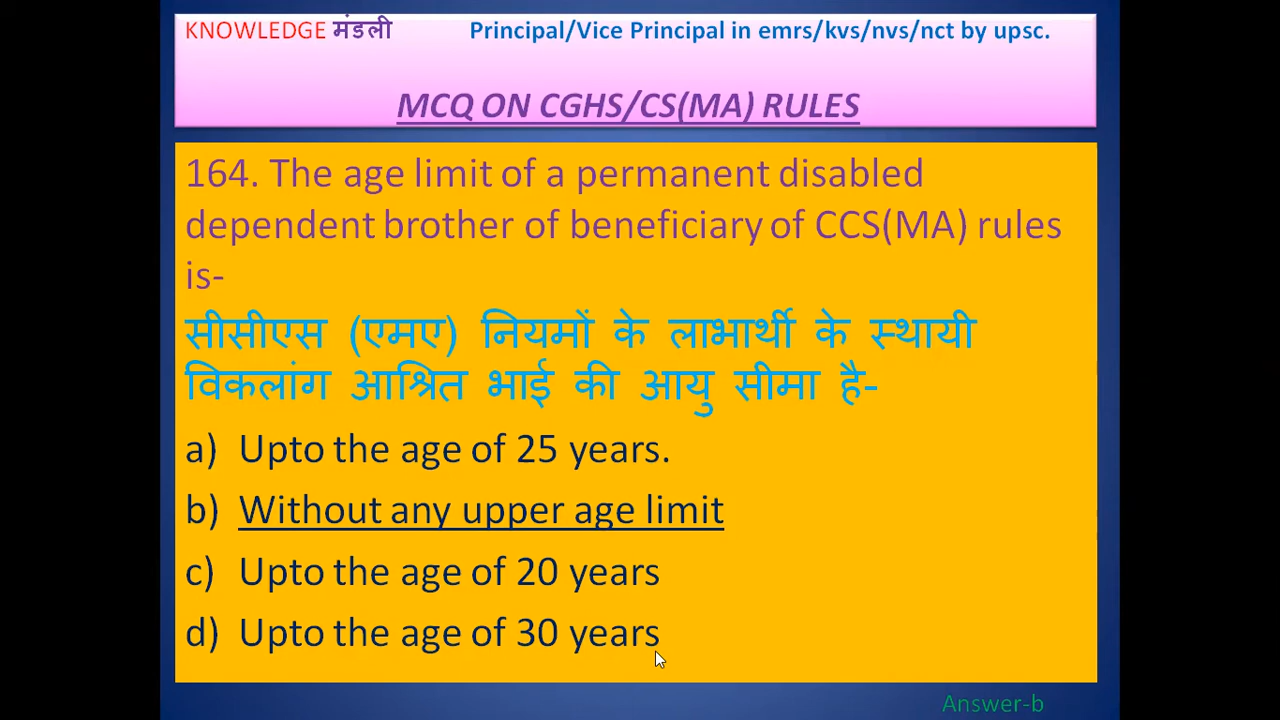 KNOWLEDGE मंडली Principal/Vice Principal in emrs/kvs/nvs/nct by upsc.
MCQ ON CGHS/CS(MA) RULES
164. The age limit of a permanent disabled
dependent brother of beneficiary of CCS(MA) rules
is-
सीसीएस (एमए) नियमों के लाभार्थी के स्थायी
विकलांग आश्रित भाई की आयु सीमा है-
a) Upto the age of 25 years.
b) Without any upper age limit
c) Upto the age of 20 years
d) Upto the age of 30 years
Answer-b